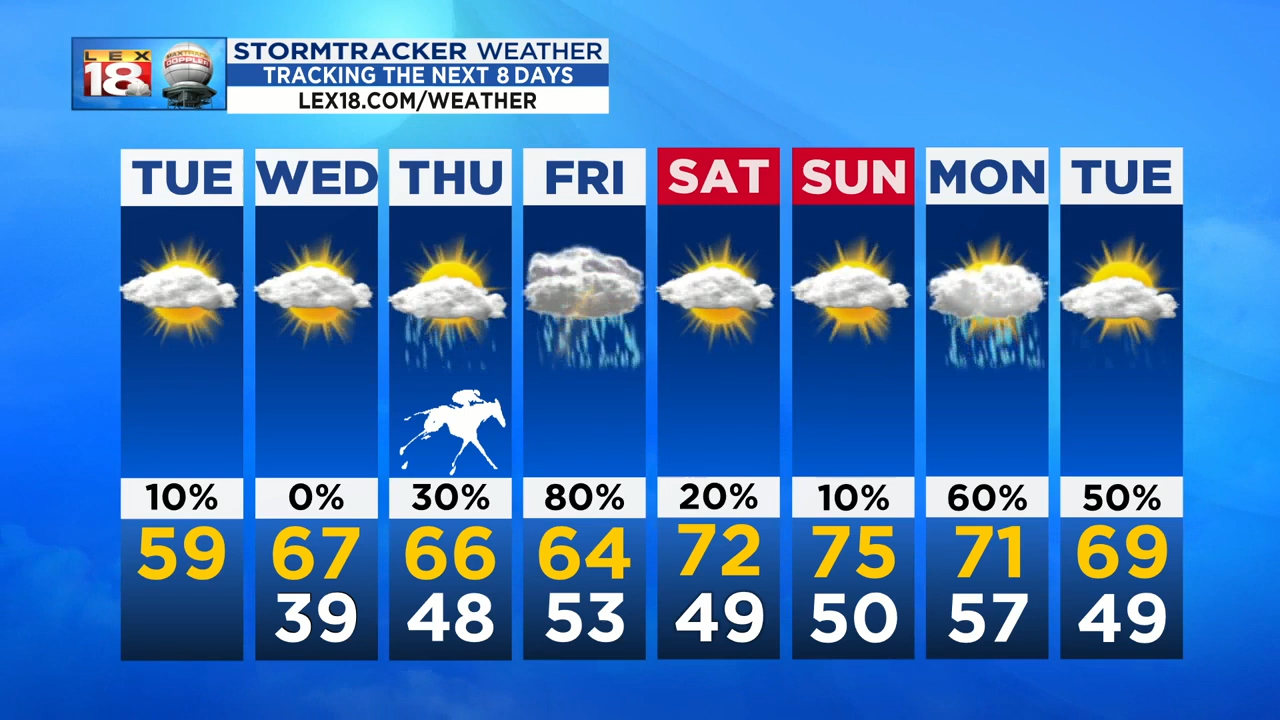 LEX
18
DOPPLER
STORMTRACKER WEATHER
TRACKING THE NEXT 8 DAYS
LEX18.COM/WEATHER
TUE WED THU FRI SAT SUN MON TUE
10% 0% 30% 80% 20% 10% 60% 50%
59 67 66 64 72 75 71 69
39 48 53 49 50 57 49